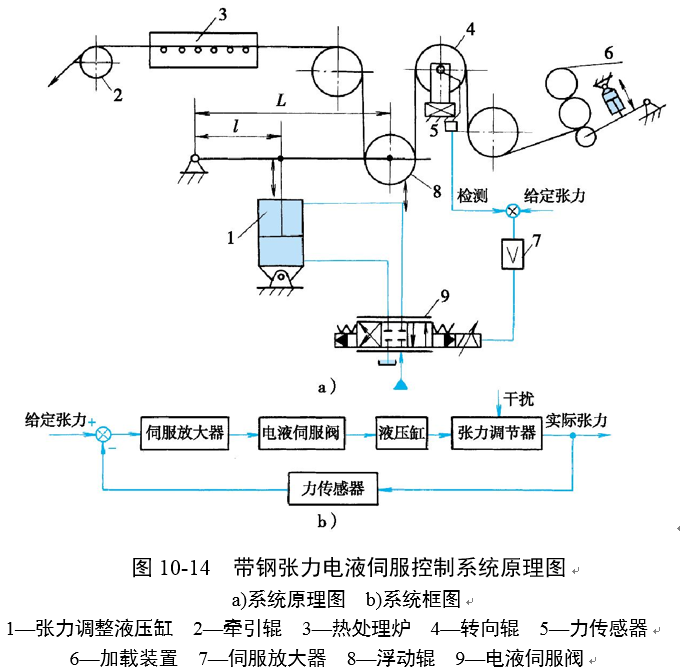 3
4
6
2
L
l
5
8
检测
给定张力
1
7
9
a）
给定张力
+
−
伺服放大器
电液伺服阀
液压缸
张力调节器
干扰
实际张力
力传感器
b）
图 10-14 带钢张力电液伺服控制系统原理图
a)系统原理图 b)系统框图
1—张力调整液压缸 2—牵引辊 3—热处理炉 4—转向辊 5—力传感器
6—加载装置 7—伺服放大器 8—浮动辊 9—电液伺服阀